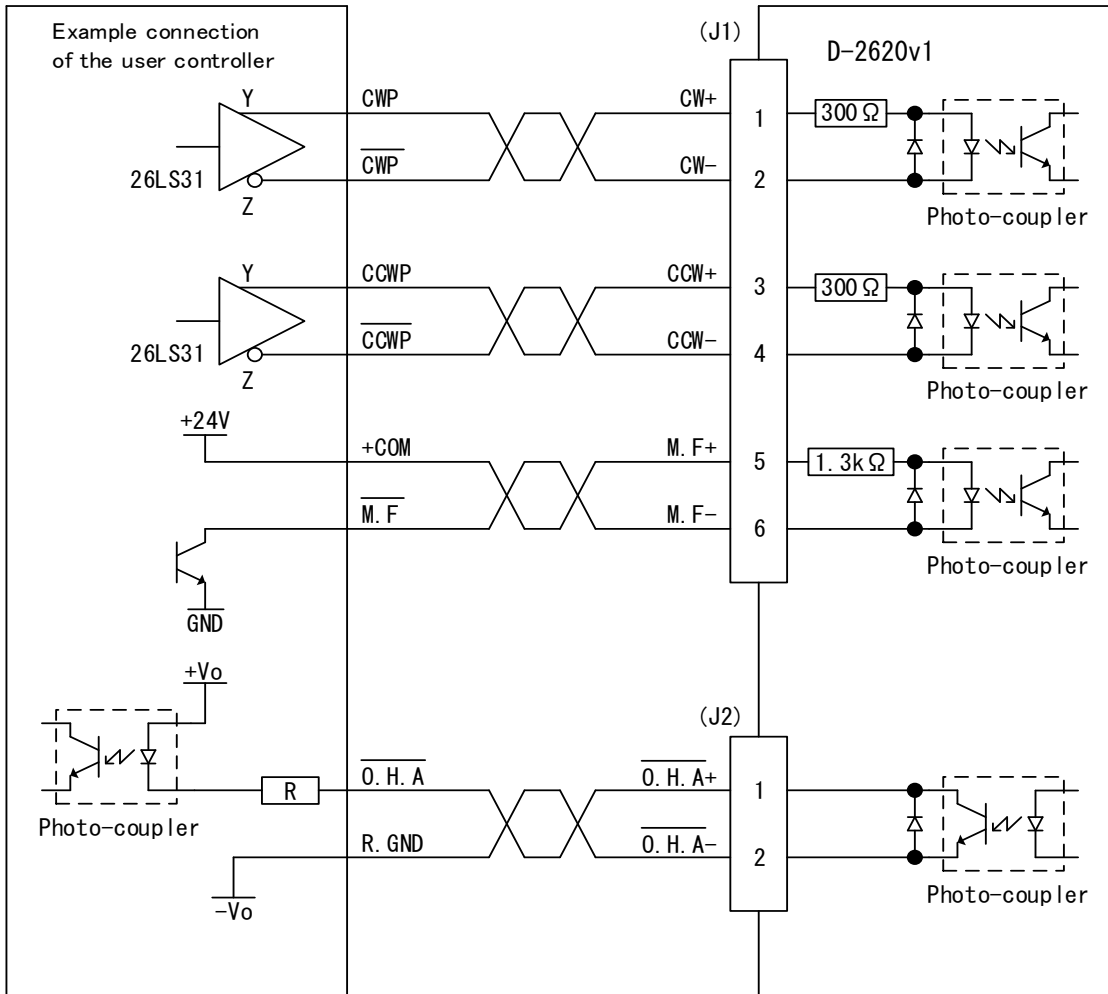 Example connection
of the user controller
(J1)
D-2620v1
Y
CWP
CW+
1
300Ω
26LS31
C̅W̅P̅
CW-
2
Z
Photo-coupler
Y
CCWP
CCW+
3
300Ω
26LS31
C̅C̅W̅P̅
CCW-
4
Z
Photo-coupler
+24V
+COM
M.F+
5
1.3kΩ
M̅.̅F̅
M.F-
6
Photo-coupler
GND
+Vo
(J2)
R
O̅.̅H̅.̅A̅
O̅.̅H̅.̅A̅+
1
Photo-coupler
R.GND
O̅.̅H̅.̅A̅-
2
-Vo
Photo-coupler